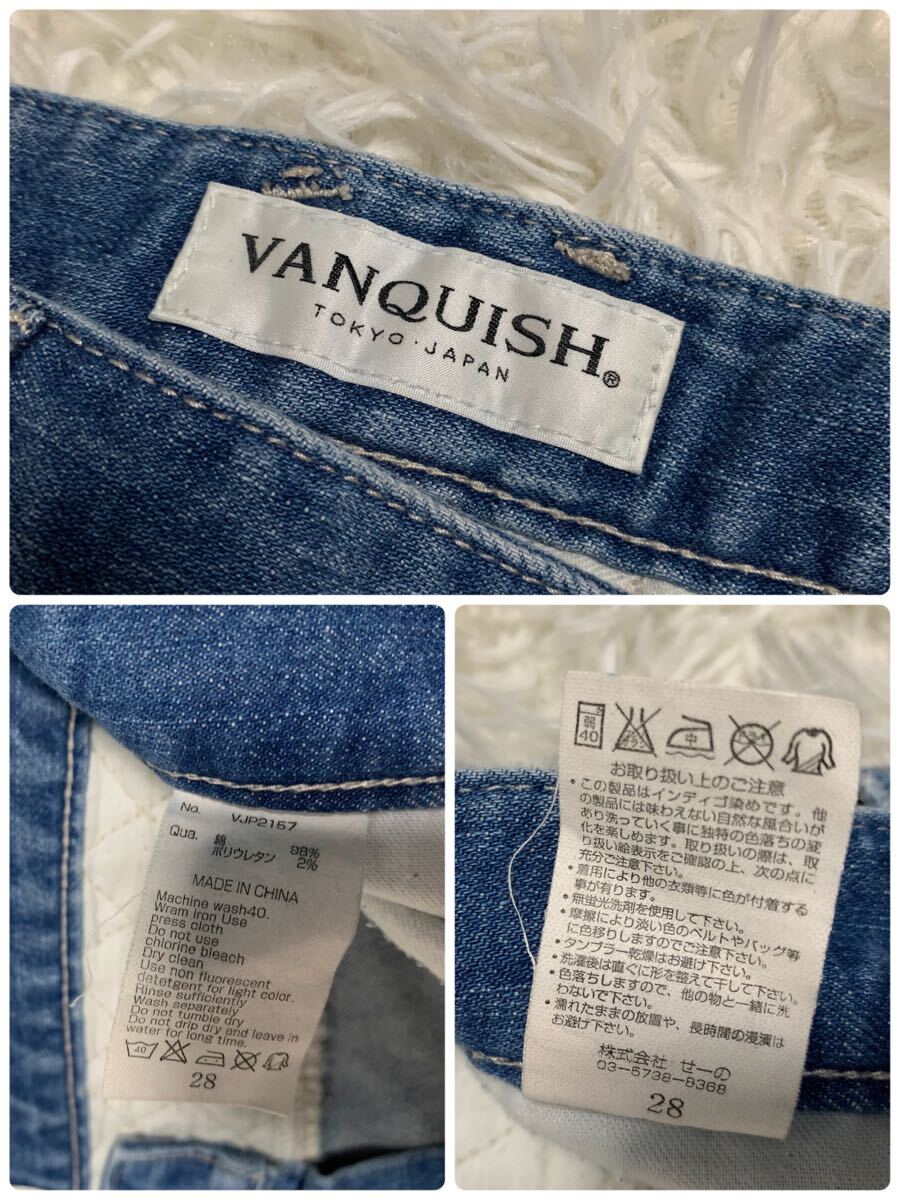 VANQUISH®
TOKYO·JAPAN
No. VJP2157
Qua. 綿 98%
ポリウレタン 2%
MADE IN CHINA
Machine wash40.
Wram Iron Use
press cloth
Do not use
chlorine bleach
Dry clean
Use non fluorescent
detetgent for light color.
Rinse sufficiently
Wash separately
Do not tumble dry
Do not drip dry and leave in
water for long time.
40
28
弱
40
中
お取り扱い上のご注意
・この製品はインディゴ染めです。他
の製品には味わえない自然な風合いが
あり洗っていく事に独特の色落ちの変
化を楽しめます。取り扱いの際は、取
り扱い絵表示をご確認の上、次の点に
充分ご注意下さい。
・着用により他の衣類等に色が付着する
事が有ります。
・無蛍光洗剤を使用して下さい。
・摩擦により淡い色のベルトやバッグ等
に色移りしますのでご注意下さい。
・タンブラー乾燥はお避け下さい。
・洗濯後は直ぐに形を整えて干して下さい。
・色落ちしますので、他の物と一緒に洗
わないで下さい。
・濡れたままの放置や、長時間の浸漬は
お避け下さい。
株式会社 せーの
03-5738-8368
28